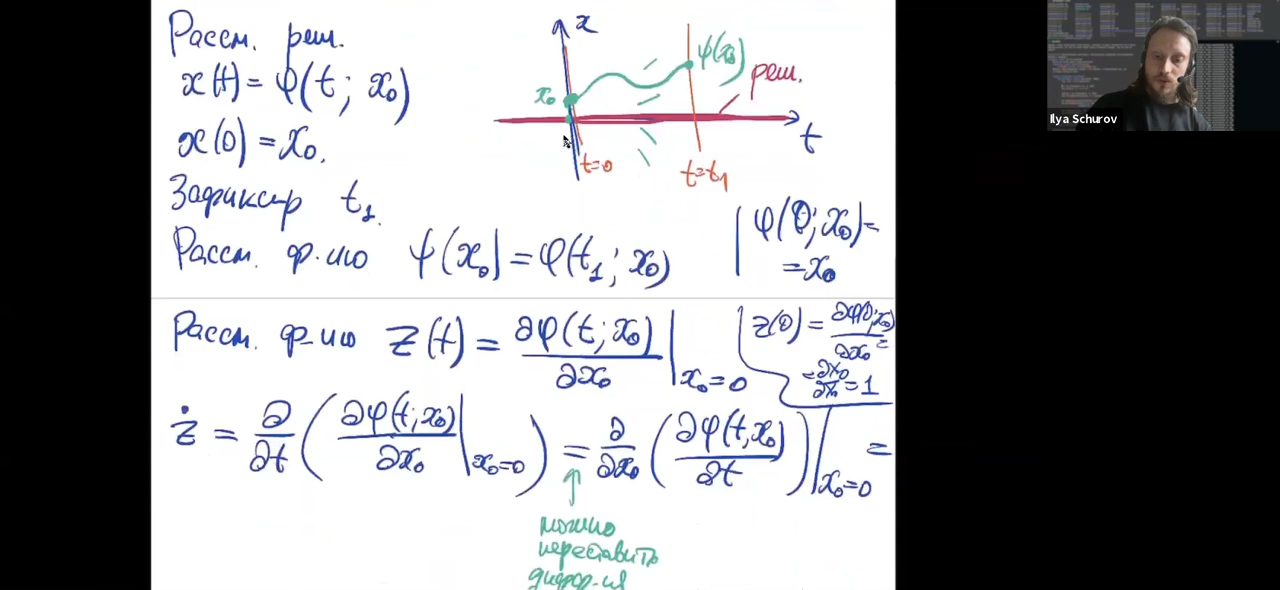 Рассм. реш.
x(t) = φ(t; x₀)
x(0) = x₀.
Зафиксир t₁.
Рассм. ф-ию ψ(x₀) = φ(t₁; x₀)
x
x₀
ψ(x₀)
реш.
t
t=0
t=t₁
φ(0; x₀) =
= x₀
Рассм. ф-ию z(t) = ∂φ(t; x₀)/∂x₀ |x₀=0
z(0) = ∂φ(0; x₀)/∂x₀ =
= ∂x₀/∂x₀ = 1
ż = ∂/∂t (∂φ(t; x₀)/∂x₀ |x₀=0) = ∂/∂x₀ (∂φ(t, x₀)/∂t) |x₀=0 =
можно
переставить
дифф-ия
Ilya Schurov